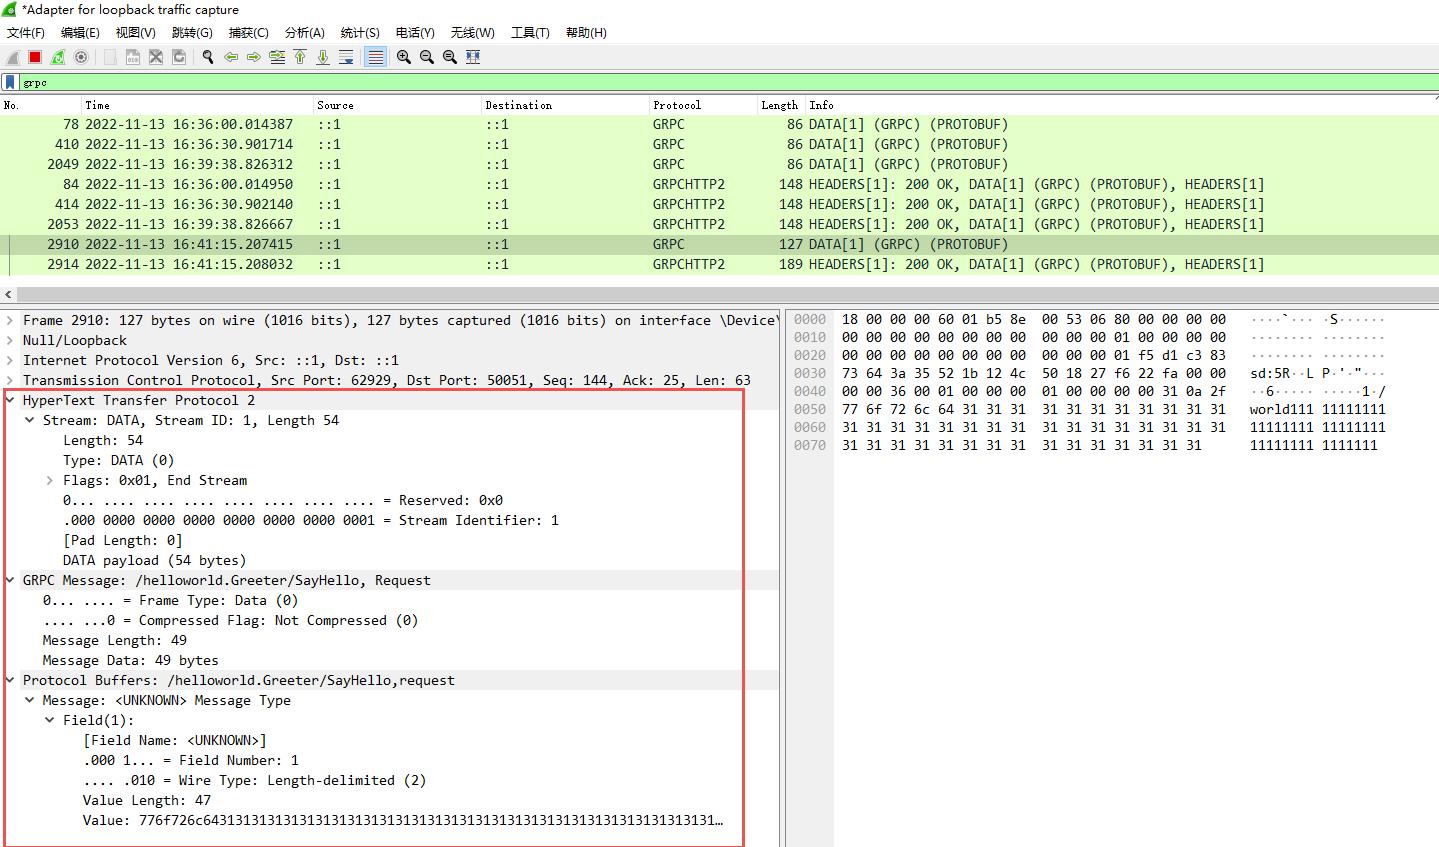 *Adapter for loopback traffic capture
文件(F) 编辑(E) 视图(V) 跳转(G) 捕获(C) 分析(A) 统计(S) 电话(Y) 无线(W) 工具(T) 帮助(H)
grpc
No. Time Source Destination Protocol Length Info
78 2022-11-13 16:36:00.014387 ::1 ::1 GRPC 86 DATA[1] (GRPC) (PROTOBUF)
410 2022-11-13 16:36:30.901714 ::1 ::1 GRPC 86 DATA[1] (GRPC) (PROTOBUF)
2049 2022-11-13 16:39:38.826312 ::1 ::1 GRPC 86 DATA[1] (GRPC) (PROTOBUF)
84 2022-11-13 16:36:00.014950 ::1 ::1 GRPCHTTP2 148 HEADERS[1]: 200 OK, DATA[1] (GRPC) (PROTOBUF), HEADERS[1]
414 2022-11-13 16:36:30.902140 ::1 ::1 GRPCHTTP2 148 HEADERS[1]: 200 OK, DATA[1] (GRPC) (PROTOBUF), HEADERS[1]
2053 2022-11-13 16:39:38.826667 ::1 ::1 GRPCHTTP2 148 HEADERS[1]: 200 OK, DATA[1] (GRPC) (PROTOBUF), HEADERS[1]
2910 2022-11-13 16:41:15.207415 ::1 ::1 GRPC 127 DATA[1] (GRPC) (PROTOBUF)
2914 2022-11-13 16:41:15.208032 ::1 ::1 GRPCHTTP2 189 HEADERS[1]: 200 OK, DATA[1] (GRPC) (PROTOBUF), HEADERS[1]
Frame 2910: 127 bytes on wire (1016 bits), 127 bytes captured (1016 bits) on interface \Device\
Null/Loopback
Internet Protocol Version 6, Src: ::1, Dst: ::1
Transmission Control Protocol, Src Port: 62929, Dst Port: 50051, Seq: 144, Ack: 25, Len: 63
HyperText Transfer Protocol 2
Stream: DATA, Stream ID: 1, Length 54
Length: 54
Type: DATA (0)
Flags: 0x01, End Stream
0... .... .... .... .... .... .... .... = Reserved: 0x0
.000 0000 0000 0000 0000 0000 0000 0001 = Stream Identifier: 1
[Pad Length: 0]
DATA payload (54 bytes)
GRPC Message: /helloworld.Greeter/SayHello, Request
0... .... = Frame Type: Data (0)
.... ...0 = Compressed Flag: Not Compressed (0)
Message Length: 49
Message Data: 49 bytes
Protocol Buffers: /helloworld.Greeter/SayHello,request
Message: <UNKNOWN> Message Type
Field(1):
[Field Name: <UNKNOWN>]
.000 1... = Field Number: 1
.... .010 = Wire Type: Length-delimited (2)
Value Length: 47
Value: 776f726c6431313131313131313131313131313131313131313131313131313131313131…
0000 18 00 00 00 60 01 b5 8e 00 53 06 80 00 00 00 00 ····`··· ·S······
0010 00 00 00 00 00 00 00 00 00 00 00 01 00 00 00 00 ········ ········
0020 00 00 00 00 00 00 00 00 00 00 00 01 f5 d1 c3 83 ········ ········
0030 73 64 3a 35 52 1b 12 4c 50 18 27 f6 22 fa 00 00 sd:5R··L P·'·"···
0040 00 00 36 00 01 00 00 00 01 00 00 00 00 31 0a 2f ··6····· ·····1·/
0050 77 6f 72 6c 64 31 31 31 31 31 31 31 31 31 31 31 world111 11111111
0060 31 31 31 31 31 31 31 31 31 31 31 31 31 31 31 31 11111111 11111111
0070 31 31 31 31 31 31 31 31 31 31 31 31 31 31 31 11111111 1111111